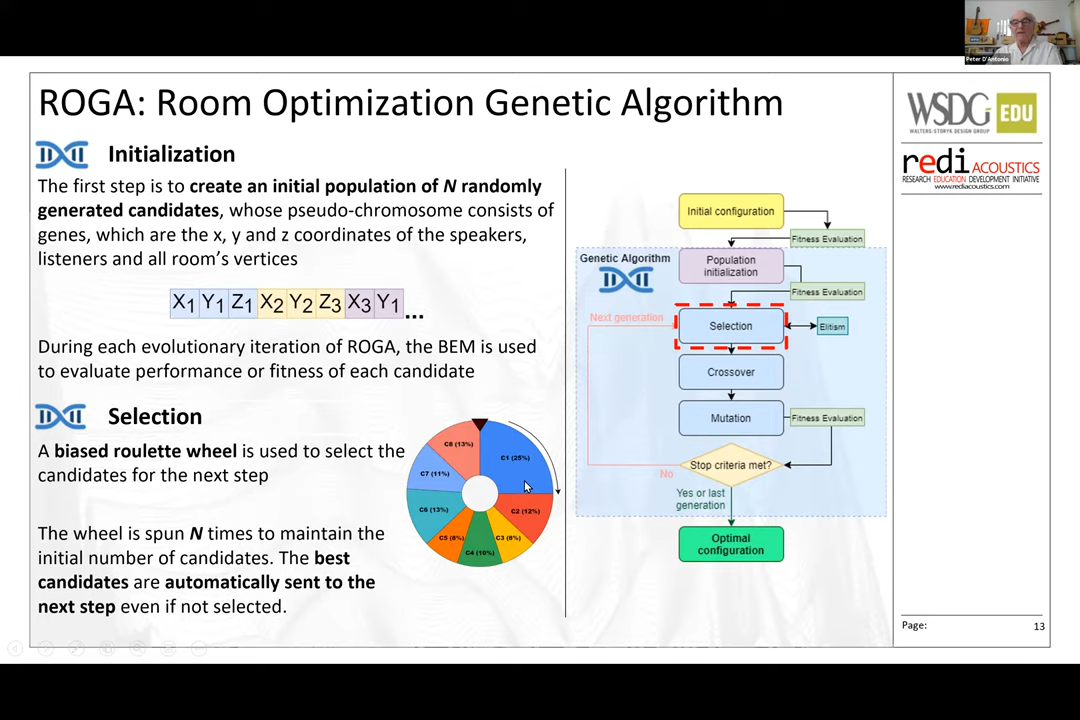 Peter D'Antonio
ROGA: Room Optimization Genetic Algorithm
Initialization
The first step is to create an initial population of N randomly
generated candidates, whose pseudo-chromosome consists of
genes, which are the x, y and z coordinates of the speakers,
listeners and all room's vertices
X1 Y1 Z1 X2 Y2 Z3 X3 Y1 ...
During each evolutionary iteration of ROGA, the BEM is used
to evaluate performance or fitness of each candidate
Selection
A biased roulette wheel is used to select the
candidates for the next step
The wheel is spun N times to maintain the
initial number of candidates. The best
candidates are automatically sent to the
next step even if not selected.
C1 (25%)
C2 (12%)
C3 (8%)
C4 (10%)
C5 (8%)
C6 (13%)
C7 (11%)
C8 (13%)
Initial configuration
Fitness Evaluation
Genetic Algorithm
Population
initialization
Fitness Evaluation
Next generation
Selection
Elitism
Crossover
Mutation
Fitness Evaluation
Stop criteria met?
No
Yes or last
generation
Optimal
configuration
WSDG EDU
WALTERS-STORYK DESIGN GROUP
redi ACOUSTICS
RESEARCH EDUCATION DEVELOPMENT INITIATIVE
www.rediacoustics.com
Page: 13